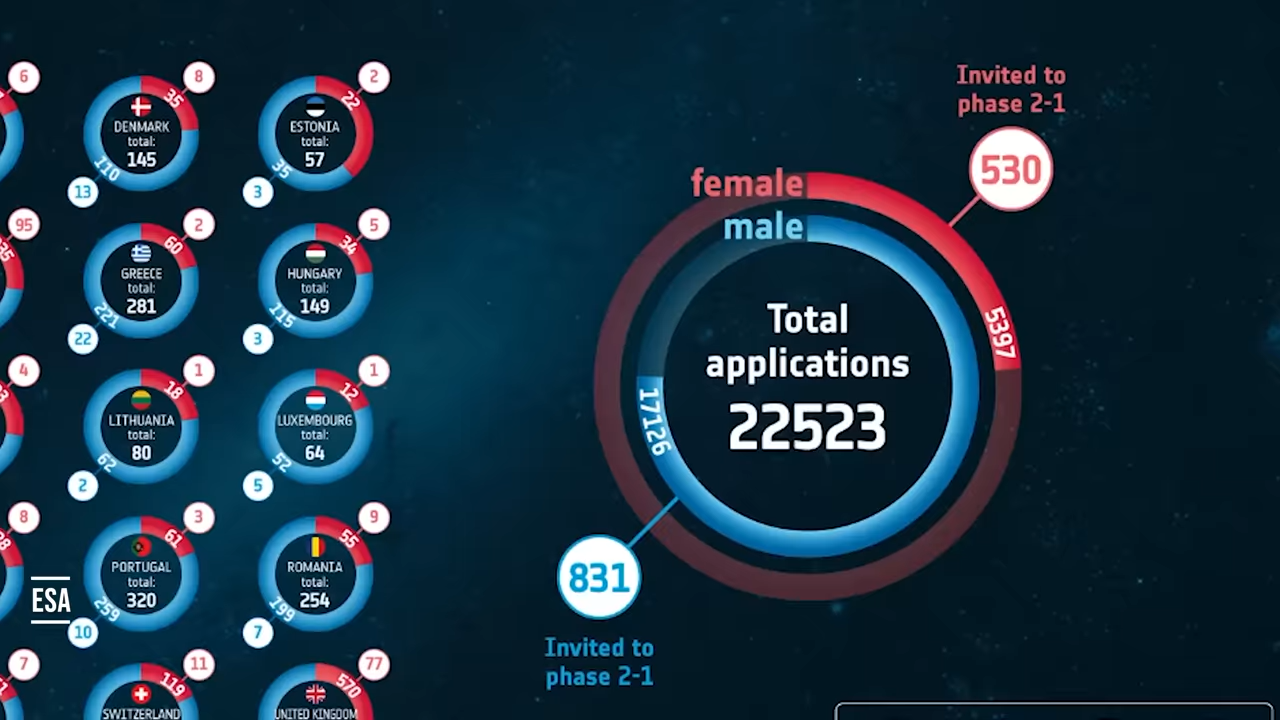 6
8
35
DENMARK
total:
145
110
13
2
22
ESTONIA
total:
57
35
3
95
2
60
GREECE
total:
281
221
22
5
34
HUNGARY
total:
149
115
3
4
1
18
LITHUANIA
total:
80
62
2
1
12
LUXEMBOURG
total:
64
52
5
8
3
61
PORTUGAL
total:
320
259
10
9
55
ROMANIA
total:
254
199
7
ESA
7
11
119
SWITZERLAND
77
570
UNITED KINGDOM
Invited to
phase 2-1
530
female
male
5397
Total
applications
22523
17126
831
Invited to
phase 2-1